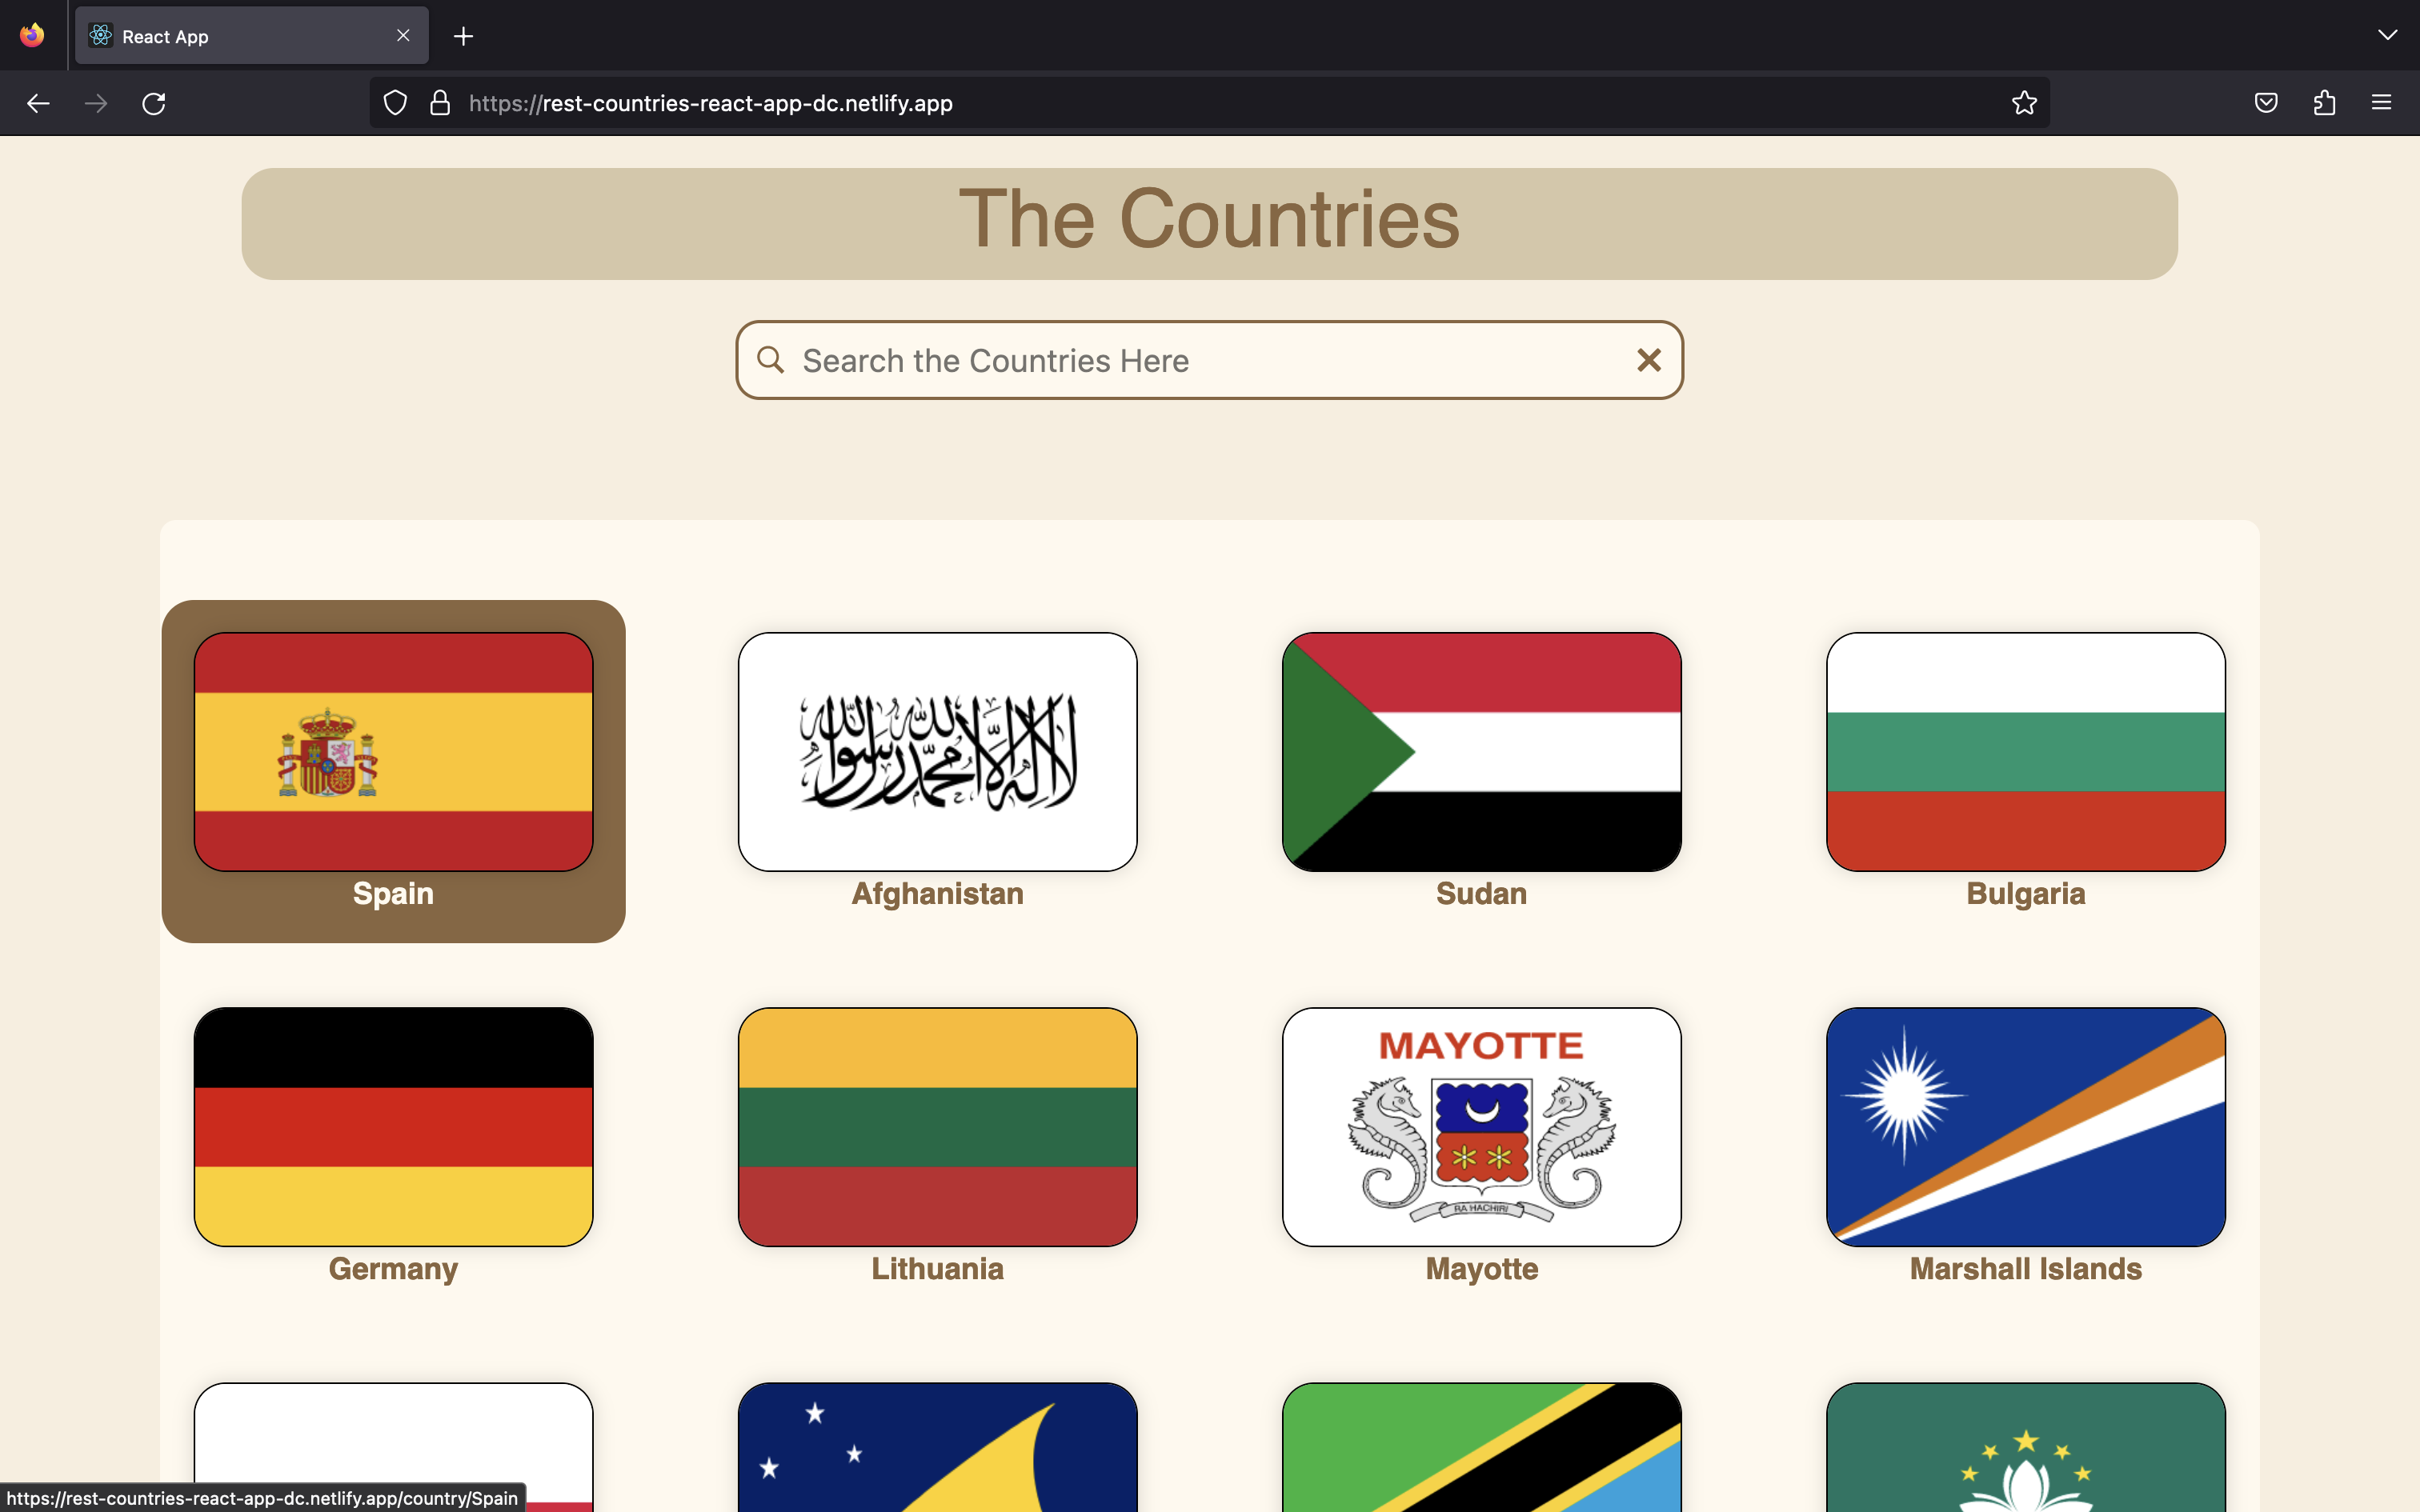 React App
https://rest-countries-react-app-dc.netlify.app
The Countries
Search the Countries Here
لا إله إلا الله محمد رسول الله
Spain
Afghanistan
Sudan
Bulgaria
MAYOTTE
RA HACHIRI
Germany
Lithuania
Mayotte
Marshall Islands
https://rest-countries-react-app-dc.netlify.app/country/Spain